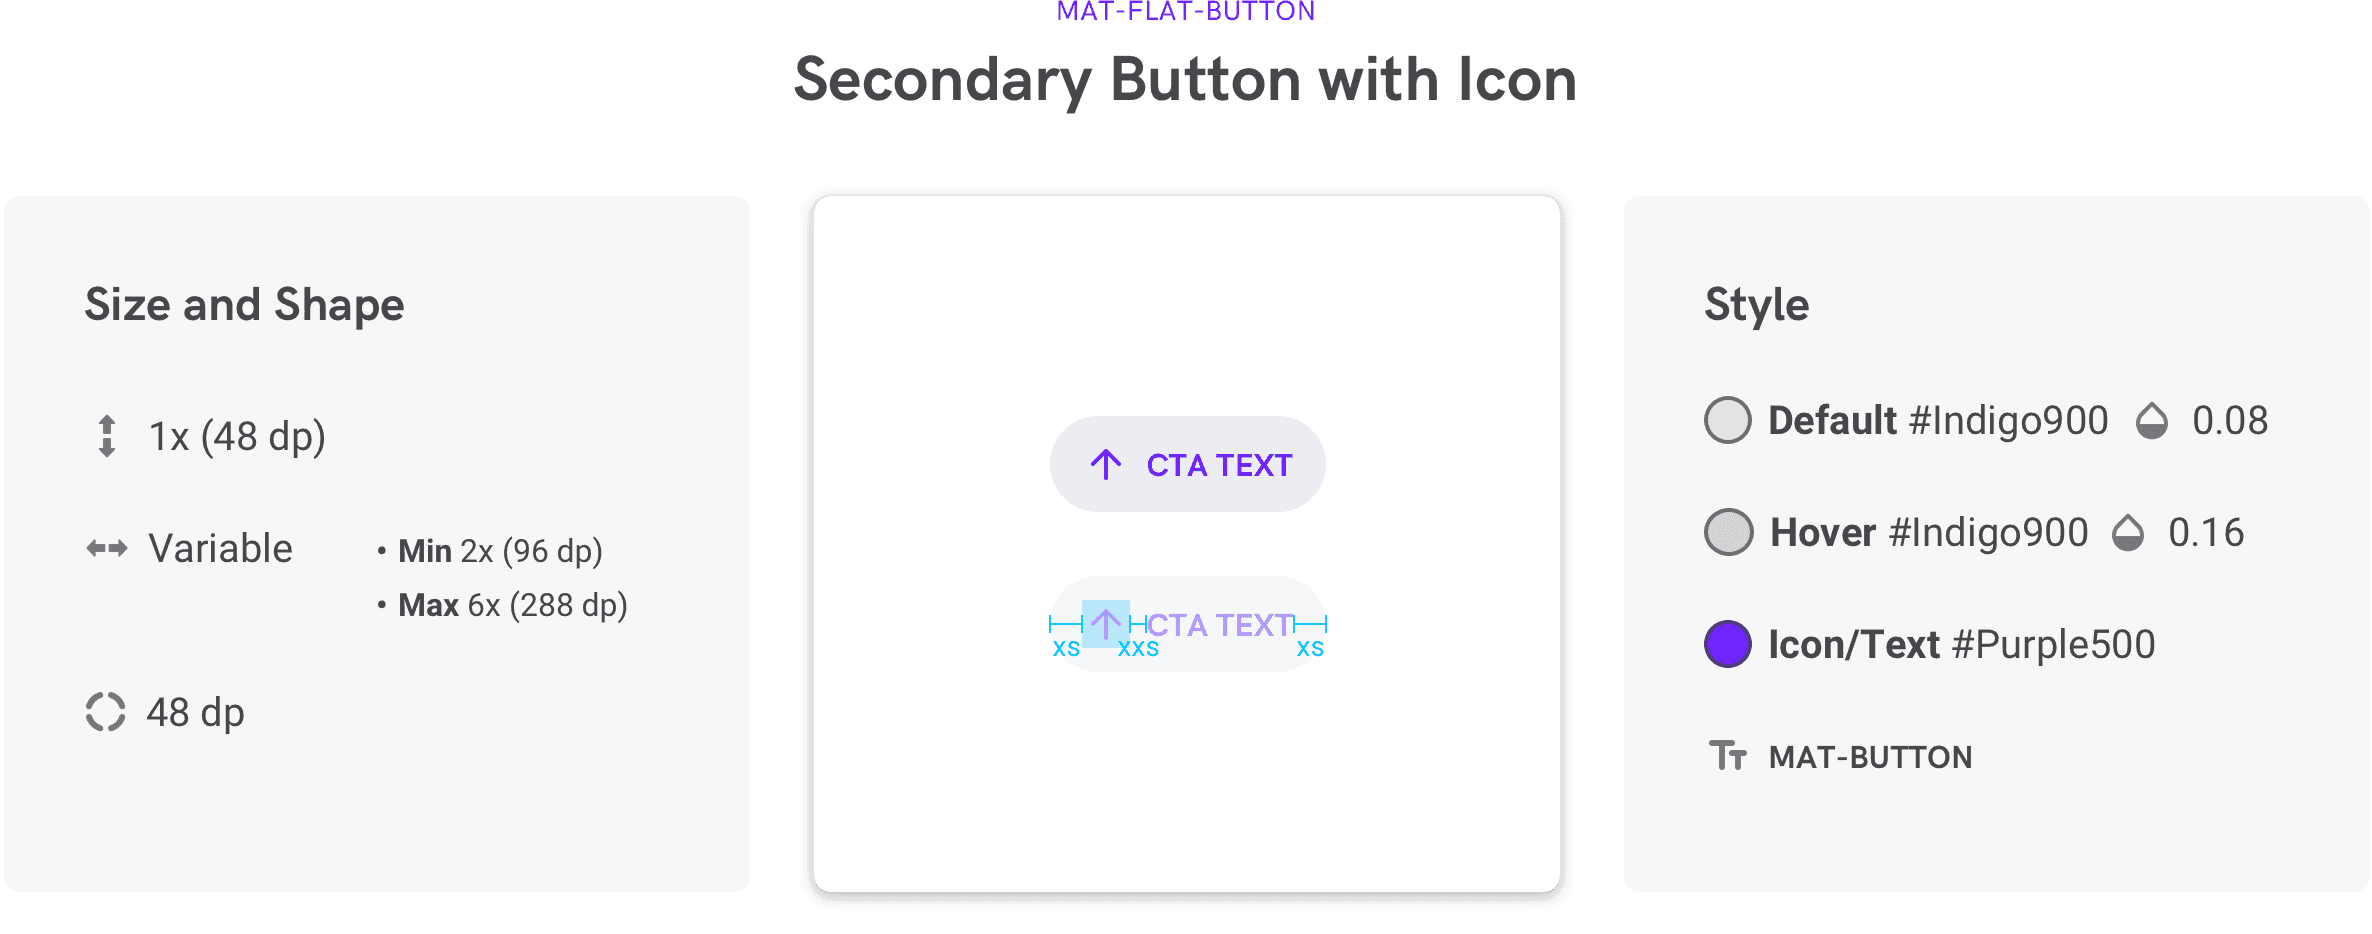 MAT-FLAT-BUTTON
Secondary Button with Icon
Size and Shape
1x (48 dp)
Variable
• Min 2x (96 dp)
• Max 6x (288 dp)
48 dp
CTA TEXT
CTA TEXT
XS XXS XS
Style
Default #Indigo900 0.08
Hover #Indigo900 0.16
Icon/Text #Purple500
Tт MAT-BUTTON